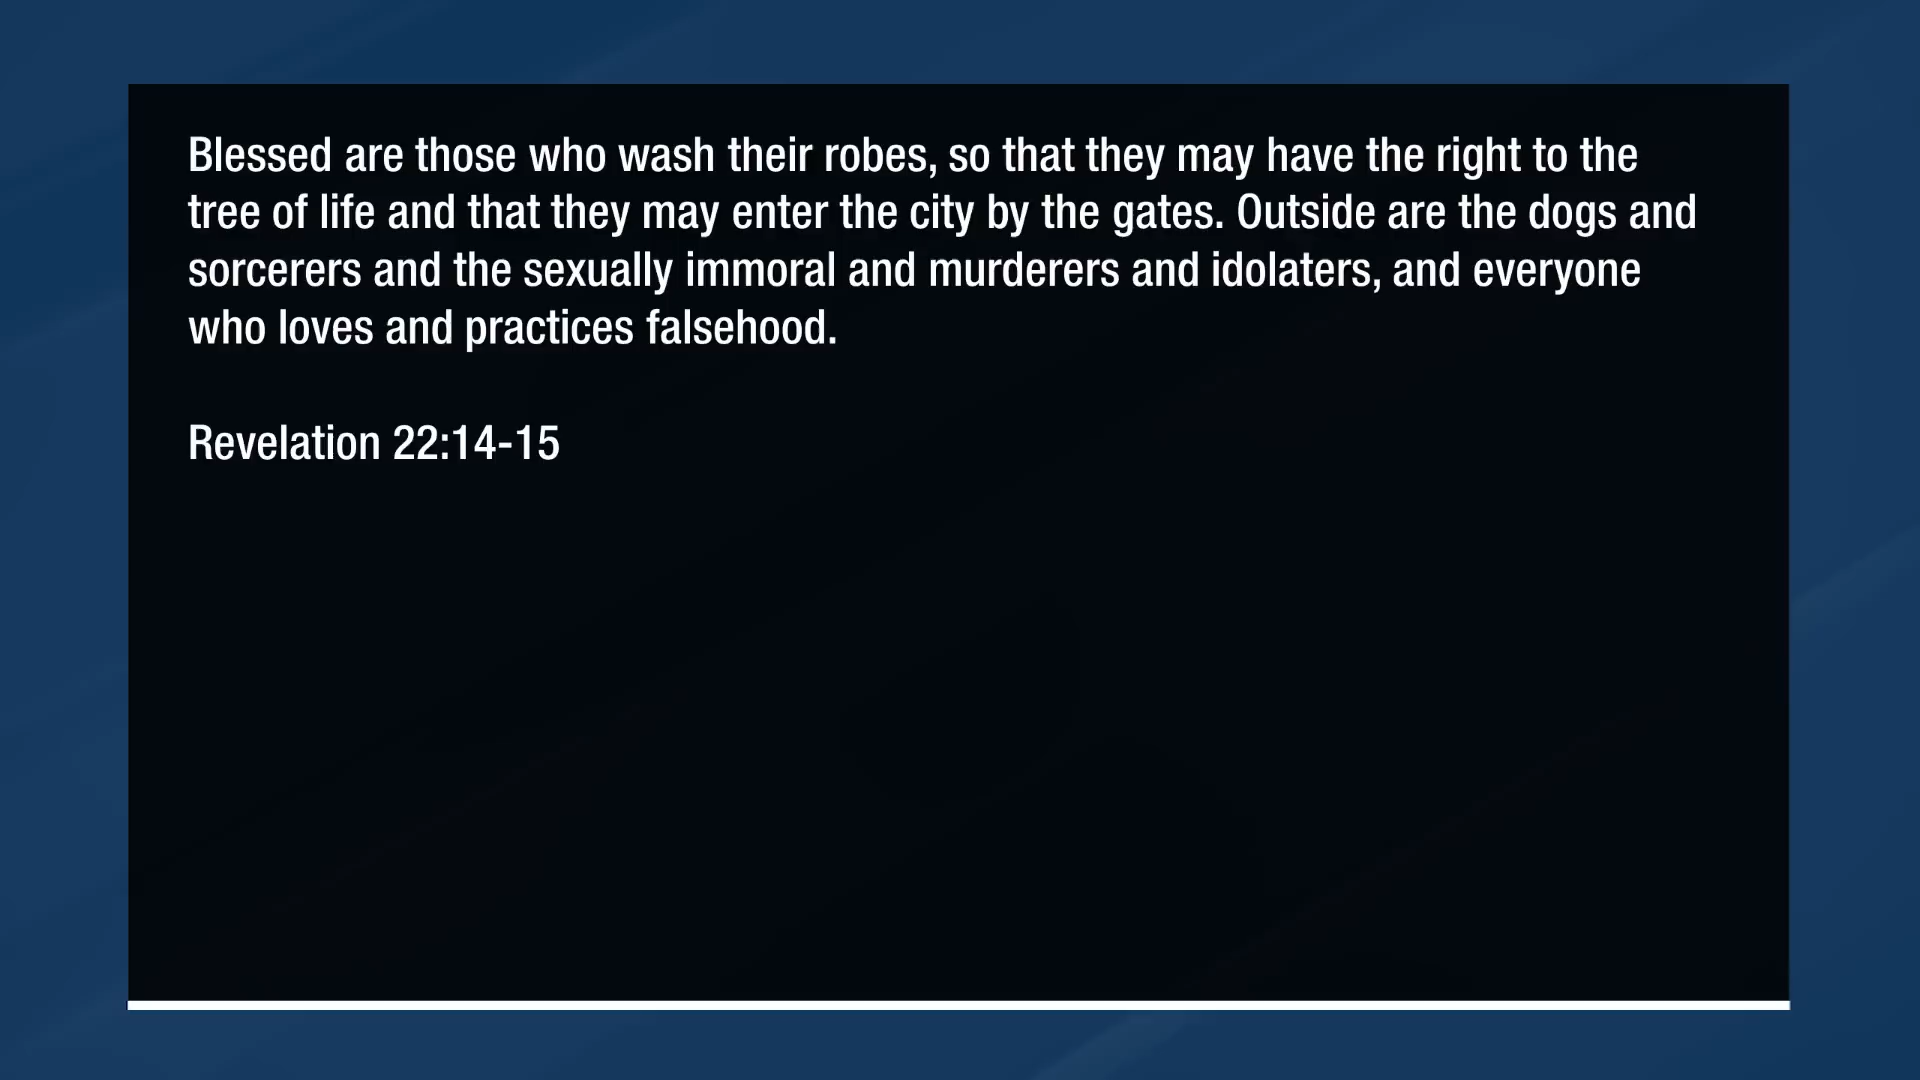 Blessed are those who wash their robes, so that they may have the right to the
tree of life and that they may enter the city by the gates. Outside are the dogs and
sorcerers and the sexually immoral and murderers and idolaters, and everyone
who loves and practices falsehood.
Revelation 22:14-15